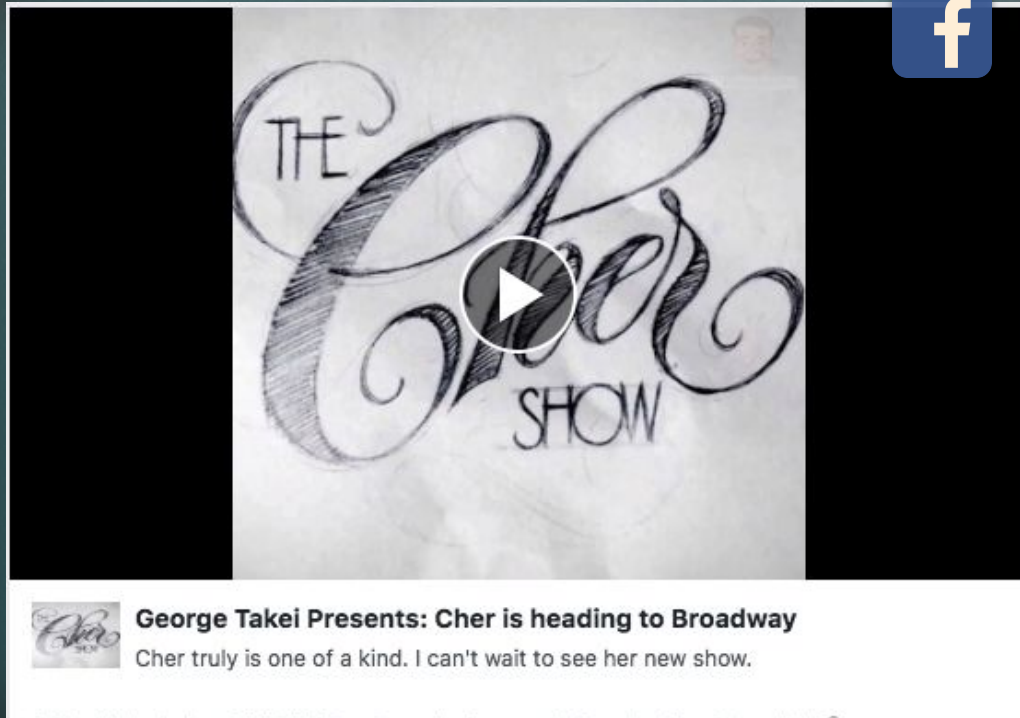 f
THE
Cher
SHOW
George Takei Presents: Cher is heading to Broadway
Cher truly is one of a kind. I can't wait to see her new show.